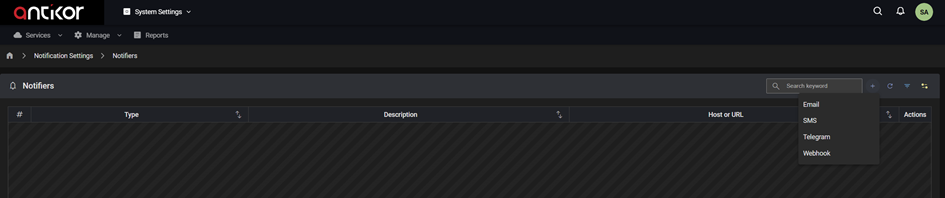 antikor
System Settings
SA
Services
Manage
Reports
Notification Settings
Notifiers
Notifiers
Search keyword
+
# Type Description Host or URL Actions
Email
SMS
Telegram
Webhook